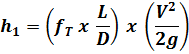 h₁ = (f_T x L/D) x (V²/2g)